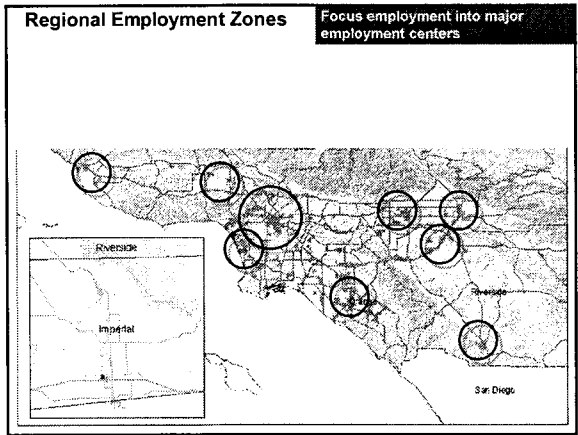 Regional Employment Zones
Focus employment into major
employment centers
Riverside
Imperial
Riverside
San Diego